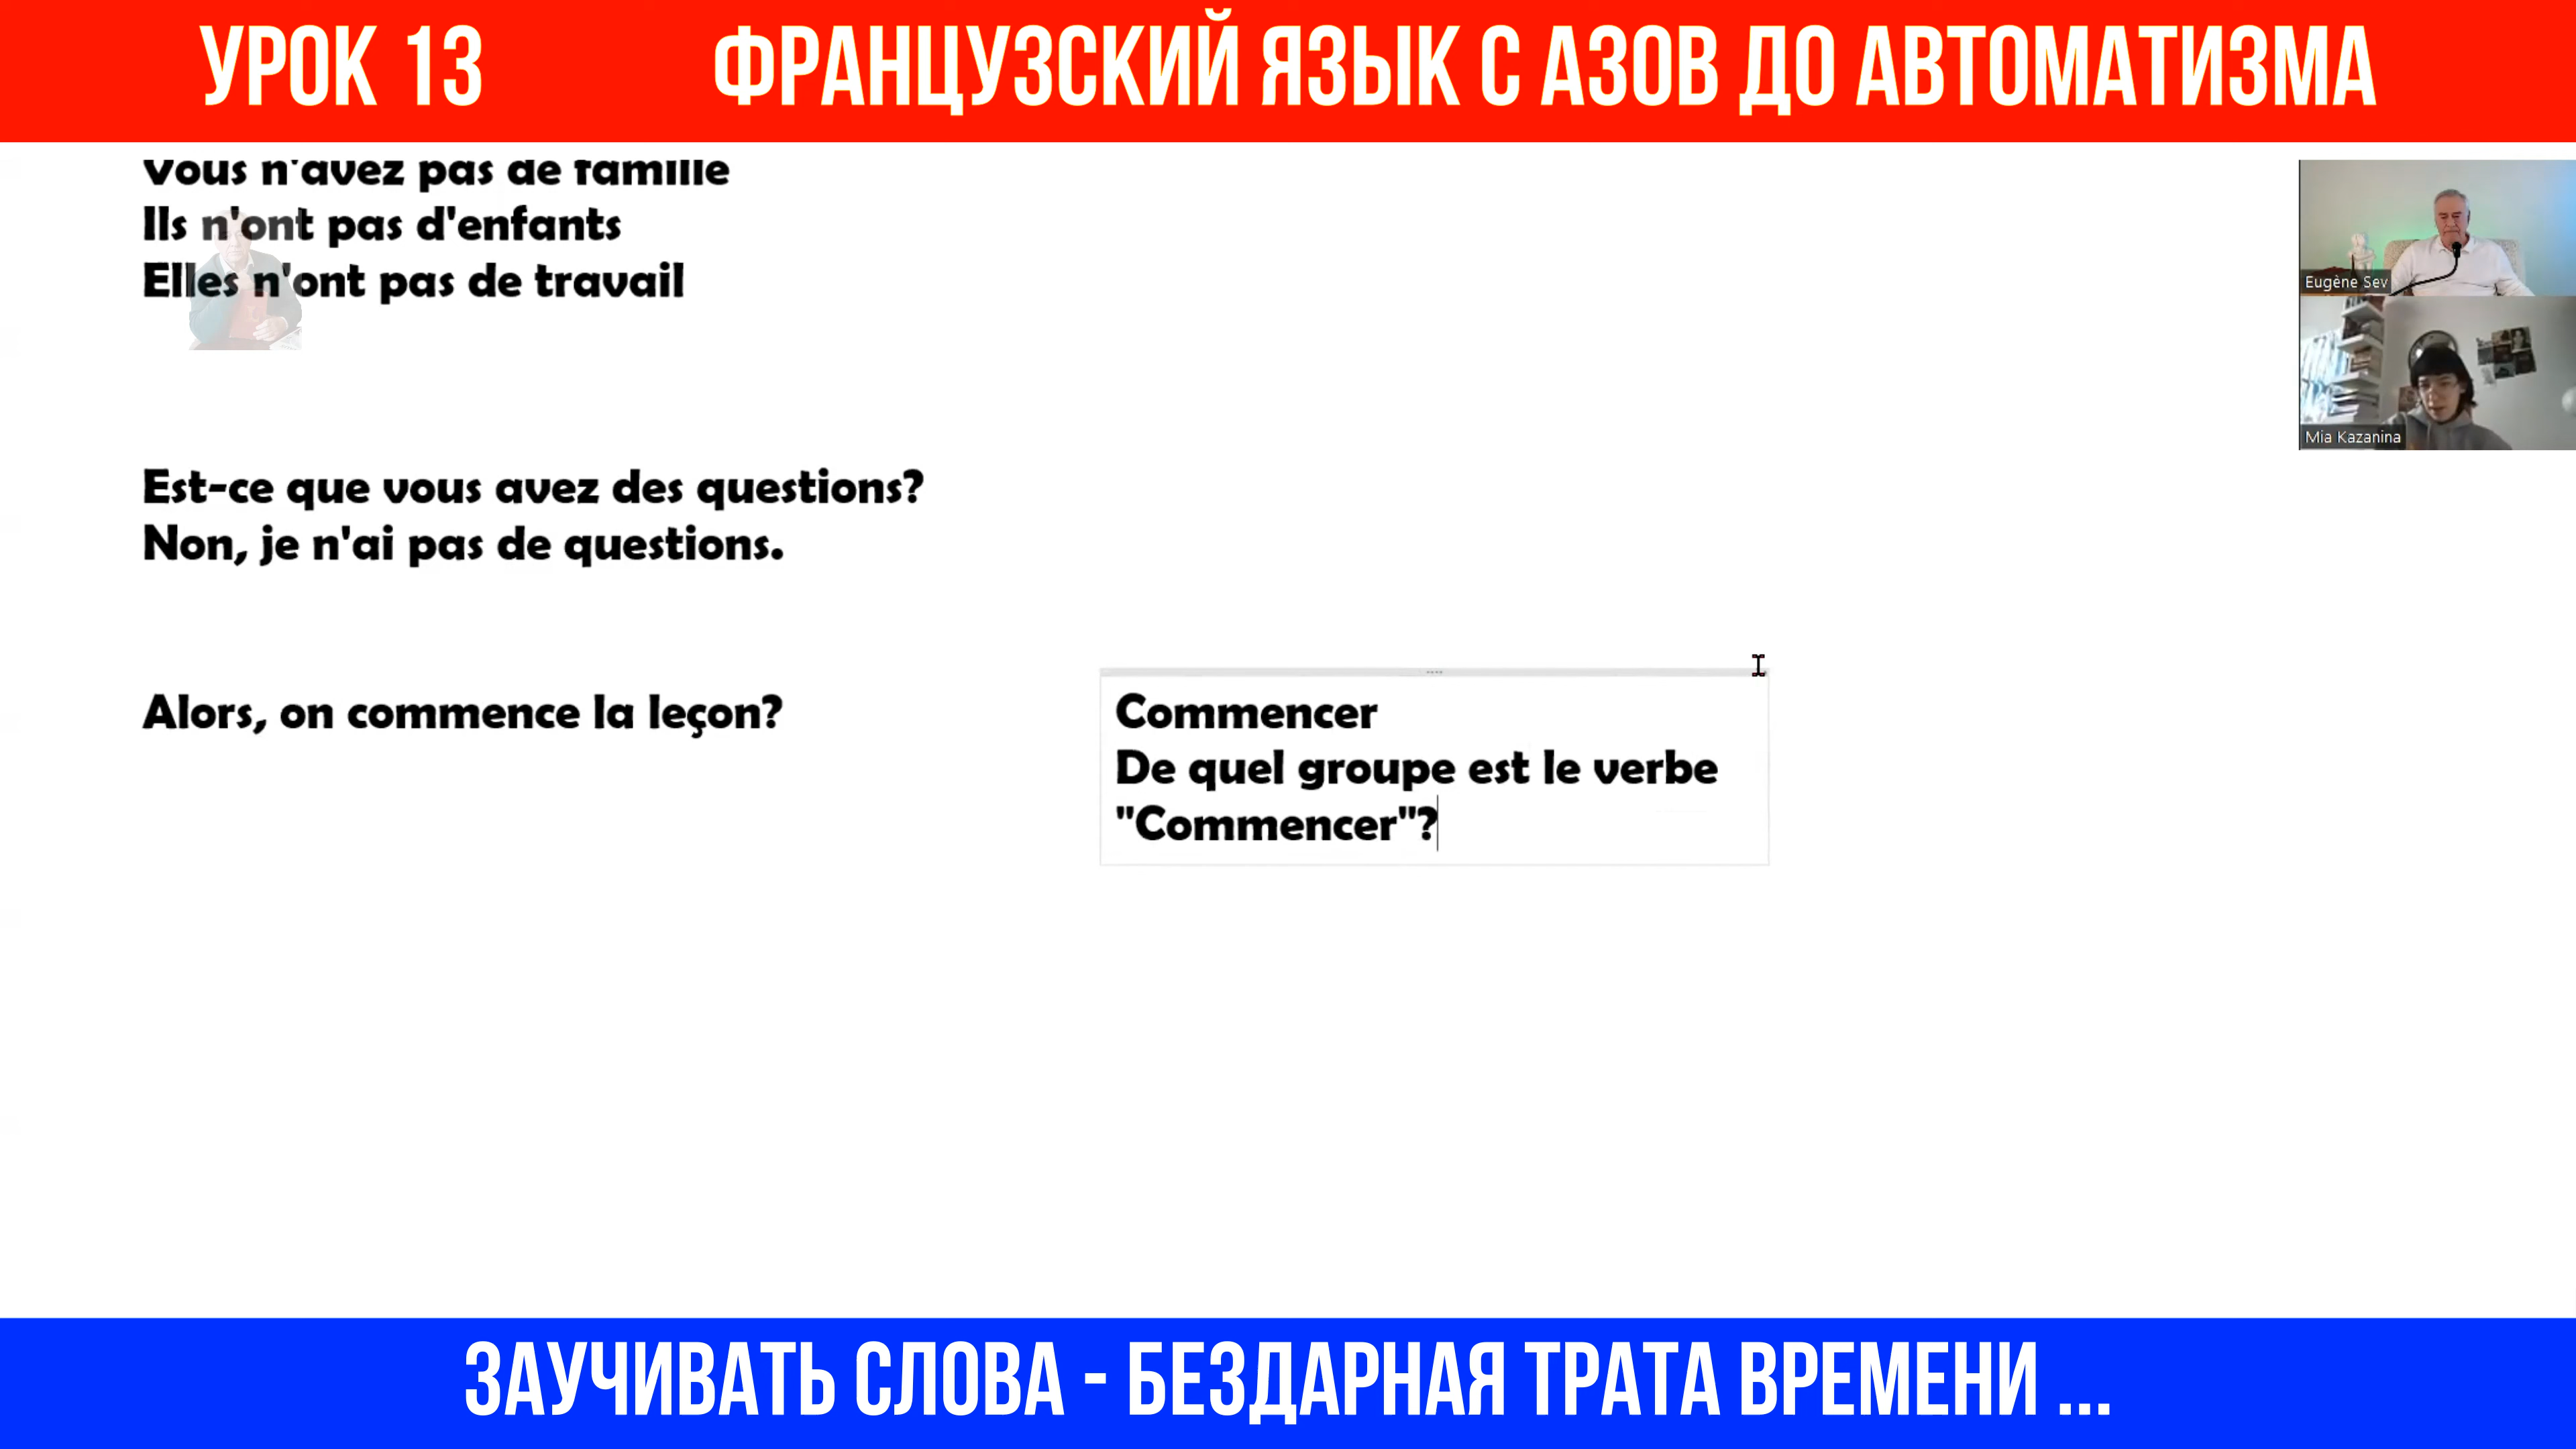 УРОК 13 ФРАНЦУЗСКИЙ ЯЗЫК С АЗОВ ДО АВТОМАТИЗМА
Vous n'avez pas de famille
Ils n'ont pas d'enfants
Elles n'ont pas de travail
Eugène Sev
Mia Kazanina
Est-ce que vous avez des questions?
Non, je n'ai pas de questions.
Alors, on commence la leçon?
Commencer
De quel groupe est le verbe
"Commencer"?
ЗАУЧИВАТЬ СЛОВА - БЕЗДАРНАЯ ТРАТА ВРЕМЕНИ ...